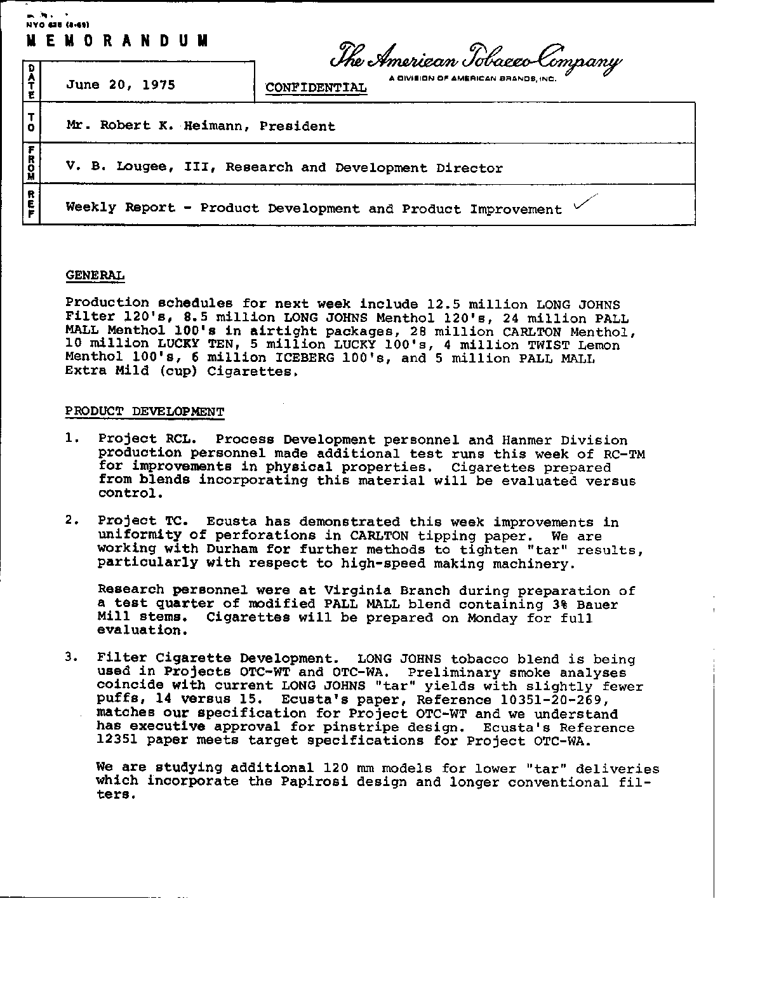 NYO 628 (8-69)
MEMORANDUM
The American Tobacco Company
A DIVISION OF AMERICAN BRANDS, INC.
DATE
June 20, 1975
CONFIDENTIAL
TO
Mr. Robert K. Heimann, President
FROM
V. B. Lougee, III, Research and Development Director
REF
Weekly Report - Product Development and Product Improvement
GENERAL
Production schedules for next week include 12.5 million LONG JOHNS
Filter 120's, 8.5 million LONG JOHNS Menthol 120's, 24 million PALL
MALL Menthol 100's in airtight packages, 28 million CARLTON Menthol,
10 million LUCKY TEN, 5 million LUCKY 100's, 4 million TWIST Lemon
Menthol 100's, 6 million ICEBERG 100's, and 5 million PALL MALL
Extra Mild (cup) Cigarettes.
PRODUCT DEVELOPMENT
1. Project RCL. Process Development personnel and Hanmer Division
production personnel made additional test runs this week of RC-TM
for improvements in physical properties. Cigarettes prepared
from blends incorporating this material will be evaluated versus
control.
2. Project TC. Ecusta has demonstrated this week improvements in
uniformity of perforations in CARLTON tipping paper. We are
working with Durham for further methods to tighten "tar" results,
particularly with respect to high-speed making machinery.
Research personnel were at Virginia Branch during preparation of
a test quarter of modified PALL MALL blend containing 3% Bauer
Mill stems. Cigarettes will be prepared on Monday for full
evaluation.
3. Filter Cigarette Development. LONG JOHNS tobacco blend is being
used in Projects OTC-WT and OTC-WA. Preliminary smoke analyses
coincide with current LONG JOHNS "tar" yields with slightly fewer
puffs, 14 versus 15. Ecusta's paper, Reference 10351-20-269,
matches our specification for Project OTC-WT and we understand
has executive approval for pinstripe design. Ecusta's Reference
12351 paper meets target specifications for Project OTC-WA.
We are studying additional 120 mm models for lower "tar" deliveries
which incorporate the Papirosi design and longer conventional fil-
ters.